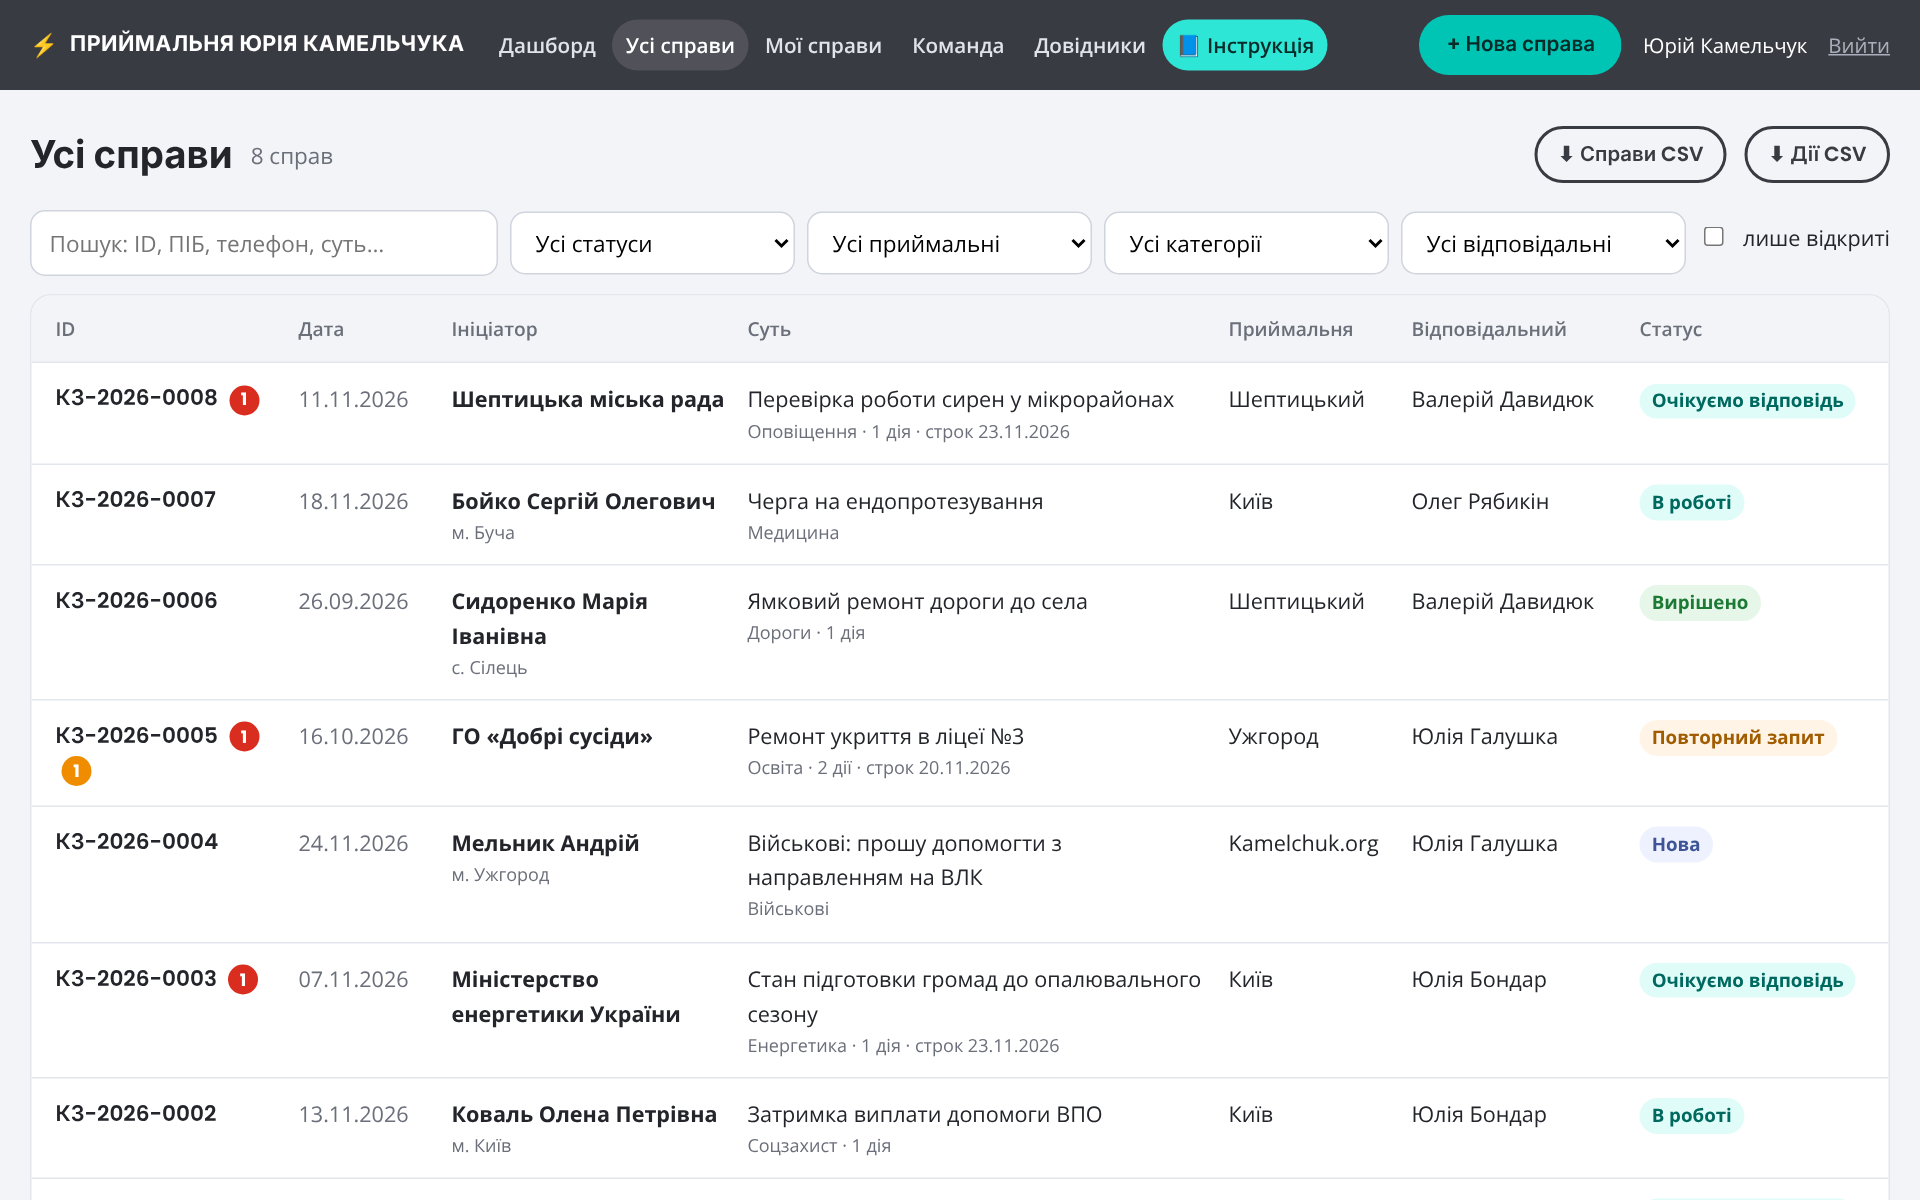 ⚡ ПРИЙМАЛЬНЯ ЮРІЯ КАМЕЛЬЧУКА Дашборд Усі справи Мої справи Команда Довідники 📘 Інструкція + Нова справа Юрій Камельчук Вийти
Усі справи 8 справ ⬇ Справи CSV ⬇ Дії CSV
Пошук: ID, ПІБ, телефон, суть... Усі статуси Усі приймальні Усі категорії Усі відповідальні лише відкриті
ID Дата Ініціатор Суть Приймальня Відповідальний Статус
КЗ-2026-0008 1 11.11.2026 Шептицька міська рада Перевірка роботи сирен у мікрорайонах Шептицький Валерій Давидюк Очікуємо відповідь
Оповіщення · 1 дія · строк 23.11.2026
КЗ-2026-0007 18.11.2026 Бойко Сергій Олегович Черга на ендопротезування Київ Олег Рябикін В роботі
м. Буча Медицина
КЗ-2026-0006 26.09.2026 Сидоренко Марія Ямковий ремонт дороги до села Шептицький Валерій Давидюк Вирішено
Іванівна Дороги · 1 дія
с. Сілець
КЗ-2026-0005 1 16.10.2026 ГО «Добрі сусіди» Ремонт укриття в ліцеї №3 Ужгород Юлія Галушка Повторний запит
1 Освіта · 2 дії · строк 20.11.2026
КЗ-2026-0004 24.11.2026 Мельник Андрій Військові: прошу допомогти з Kamelchuk.org Юлія Галушка Нова
м. Ужгород направленням на ВЛК
Військові
КЗ-2026-0003 1 07.11.2026 Міністерство Стан підготовки громад до опалювального Київ Юлія Бондар Очікуємо відповідь
енергетики України сезону
Енергетика · 1 дія · строк 23.11.2026
КЗ-2026-0002 13.11.2026 Коваль Олена Петрівна Затримка виплати допомоги ВПО Київ Юлія Бондар В роботі
м. Київ Соцзахист · 1 дія